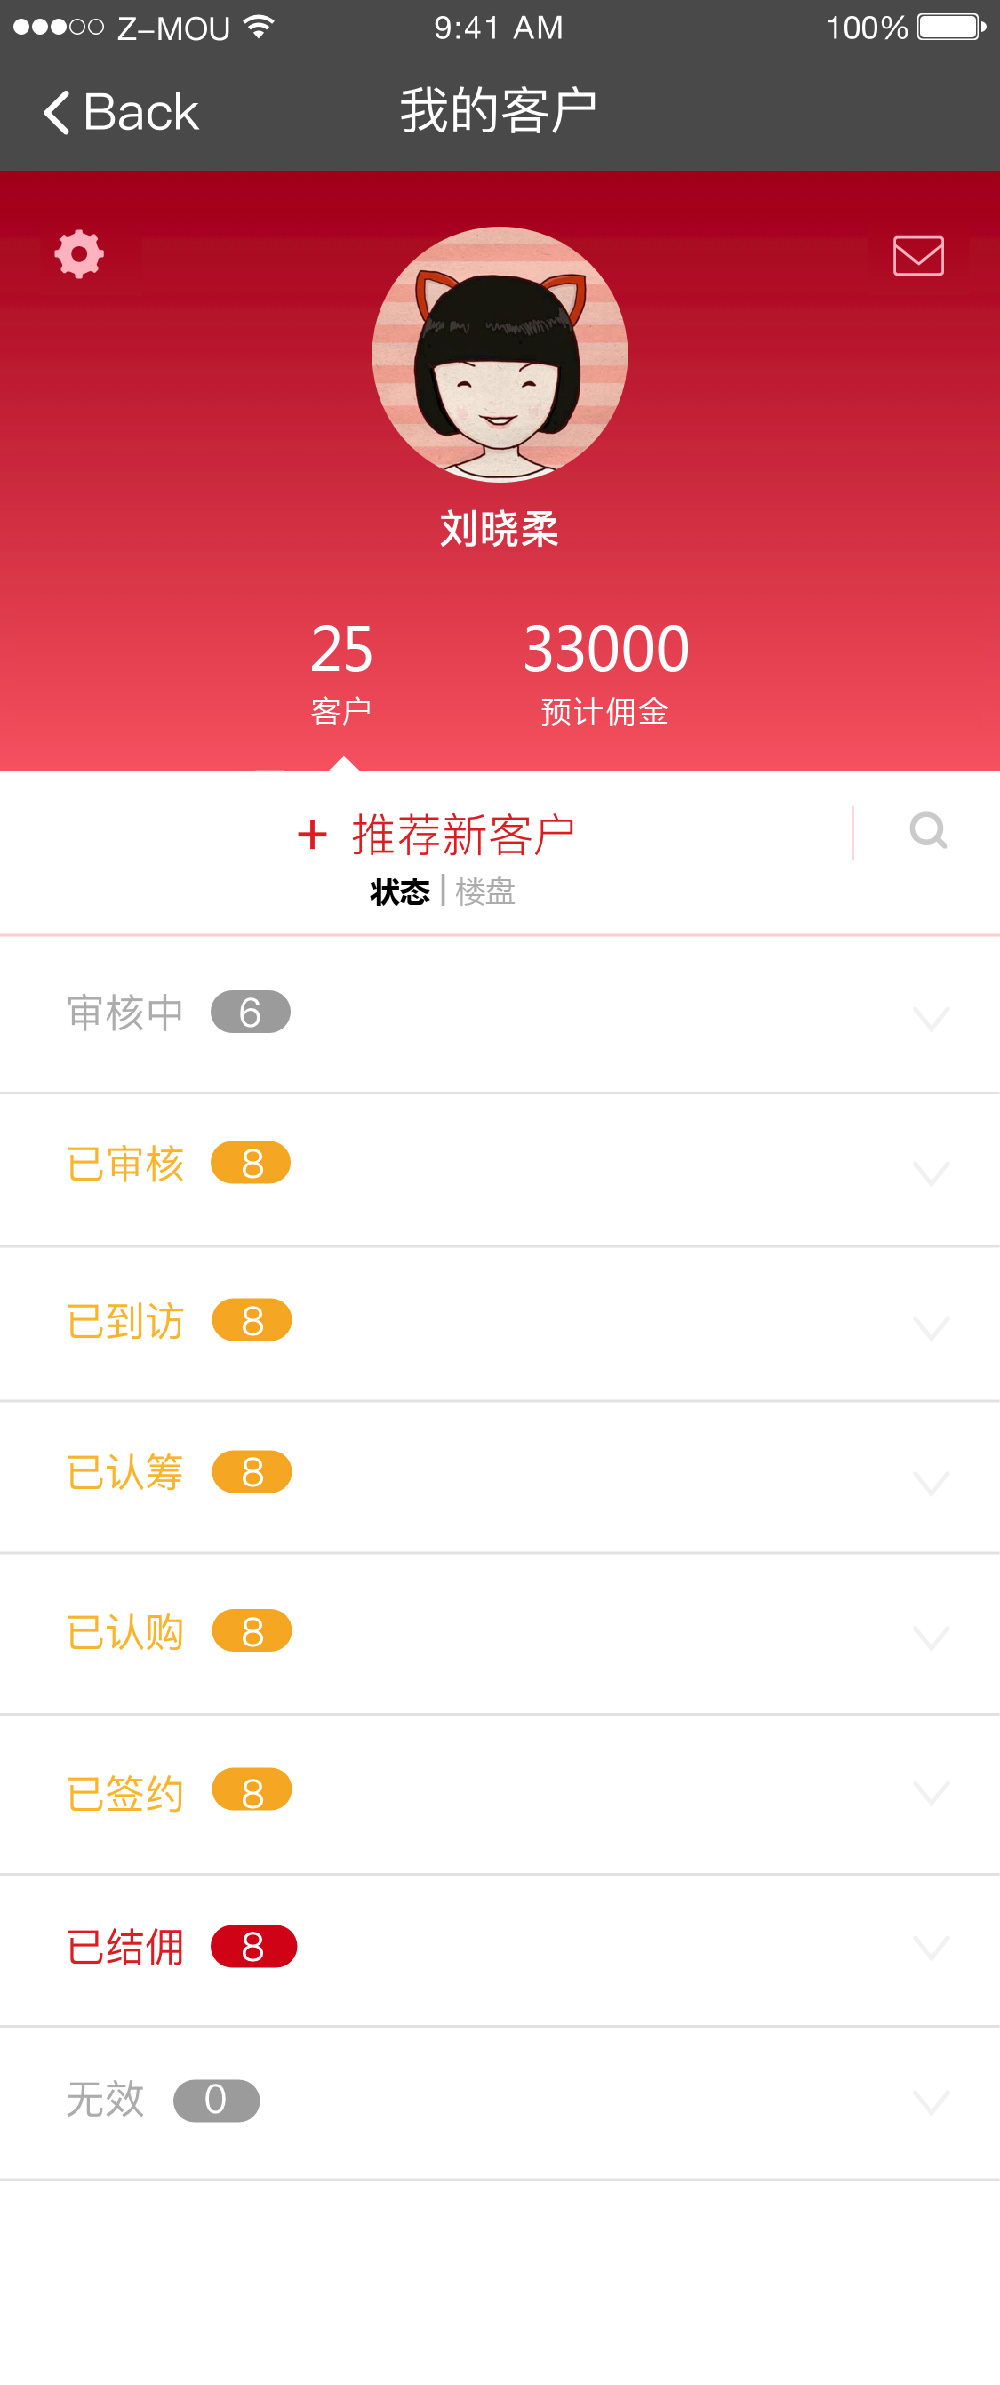 Z-MOU 9:41 AM 100%
Back 我的客户
刘晓柔
25 33000
客户 预计佣金
+ 推荐新客户
状态 | 楼盘
审核中 6
已审核 8
已到访 8
已认筹 8
已认购 8
已签约 8
已结佣 8
无效 0